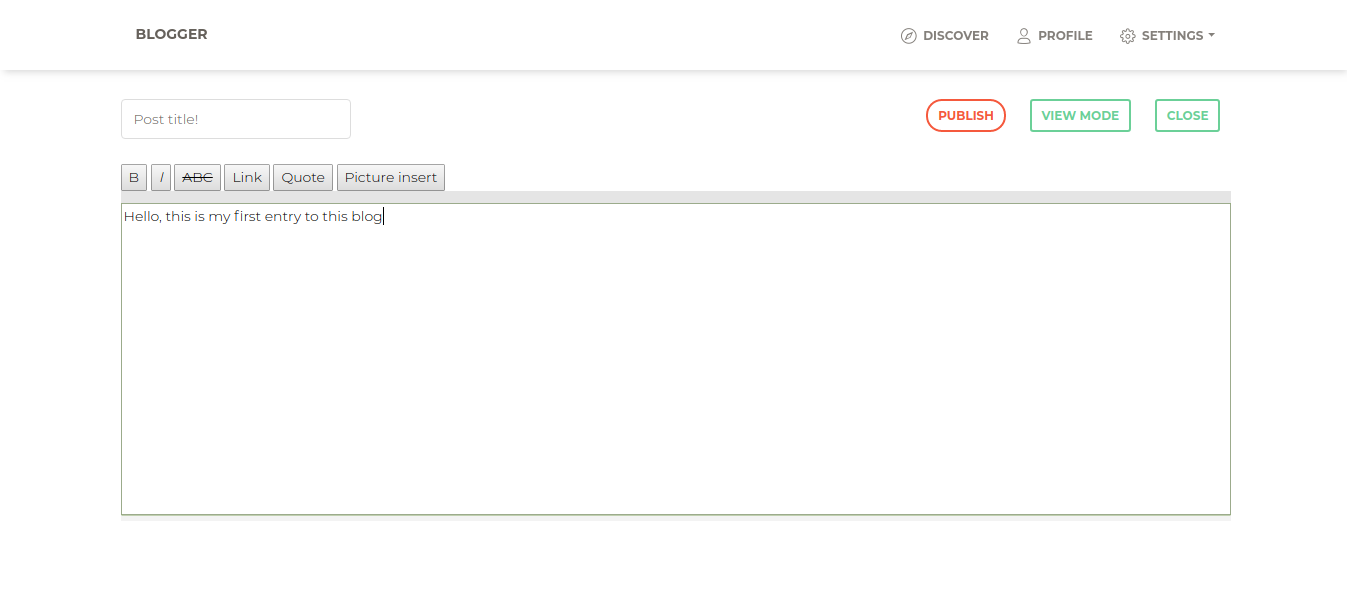 BLOGGER
DISCOVER
PROFILE
SETTINGS
Post title!
PUBLISH
VIEW MODE
CLOSE
B
I
ABC
Link
Quote
Picture insert
Hello, this is my first entry to this blog